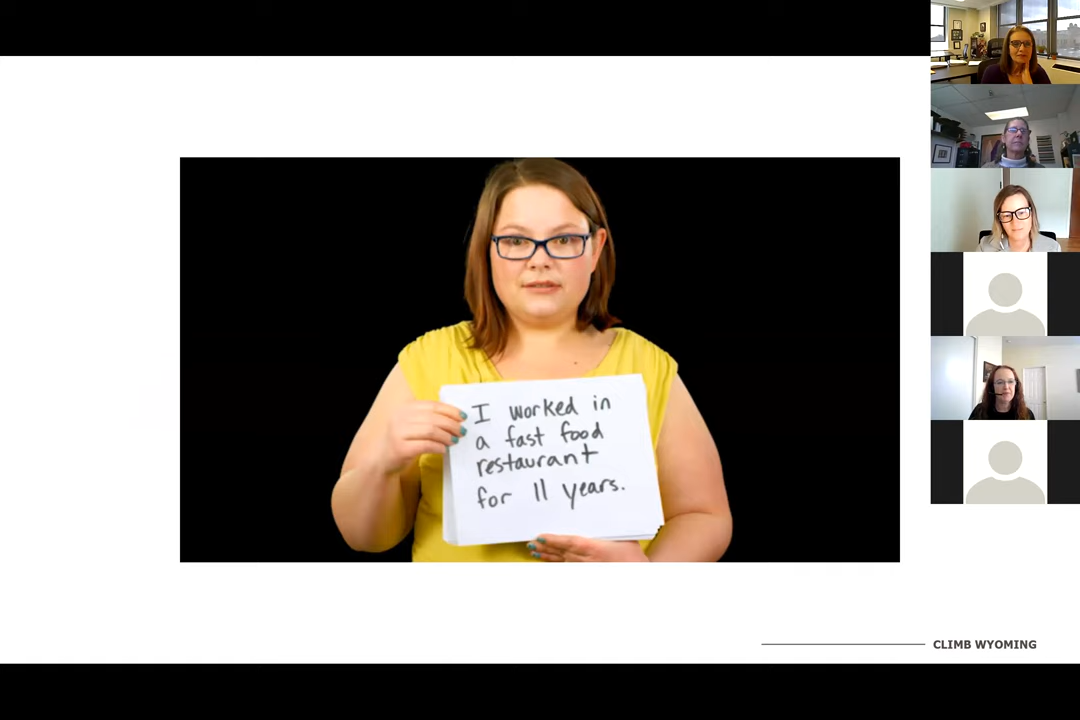 I worked in
a fast food
restaurant
for 11 years.
CLIMB WYOMING